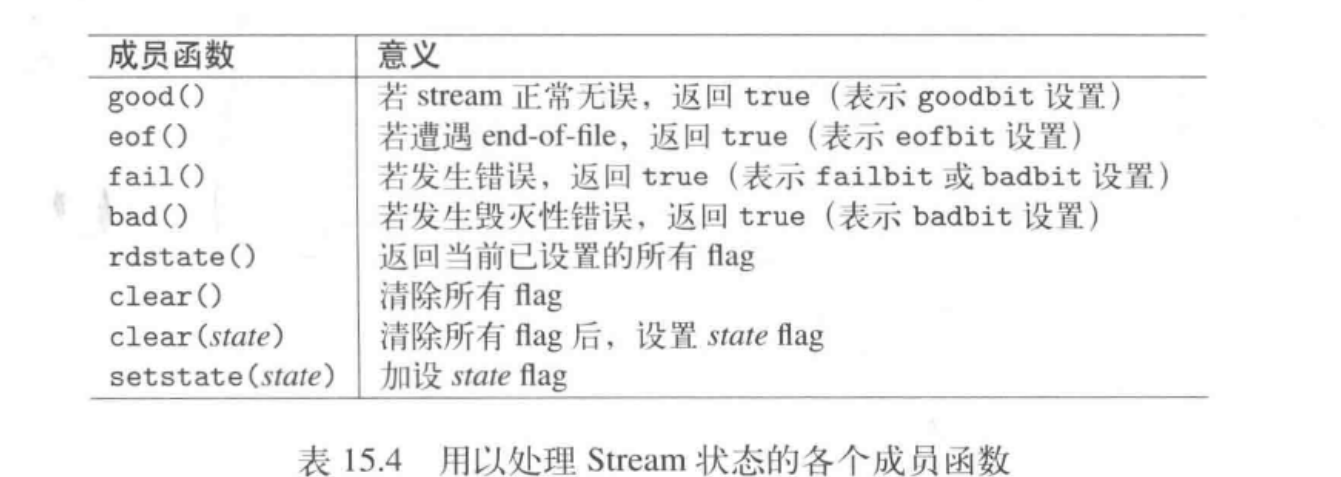 成员函数 意义
good() 若 stream 正常无误，返回 true（表示 goodbit 设置）
eof() 若遭遇 end-of-file，返回 true（表示 eofbit 设置）
fail() 若发生错误，返回 true（表示 failbit 或 badbit 设置）
bad() 若发生毁灭性错误，返回 true（表示 badbit 设置）
rdstate() 返回当前已设置的所有 flag
clear() 清除所有 flag
clear(state) 清除所有 flag 后，设置 state flag
setstate(state) 加设 state flag
表 15.4 用以处理 Stream 状态的各个成员函数